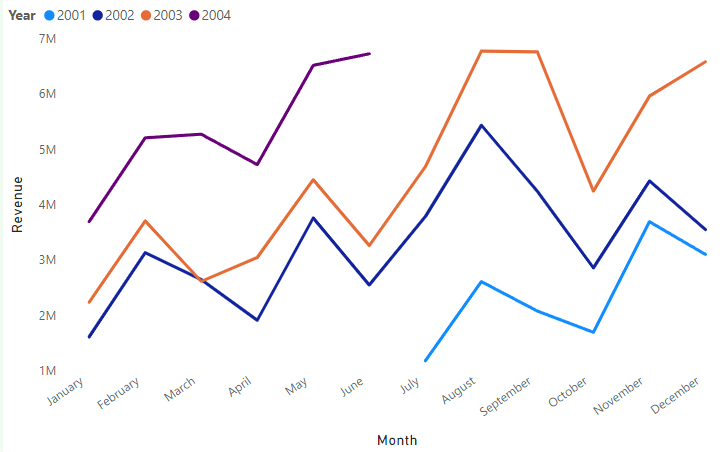 Year 2001 2002 2003 2004
7M
6M
5M
4M
3M
2M
1M
Revenue
January February March April May June July August September October November December
Month